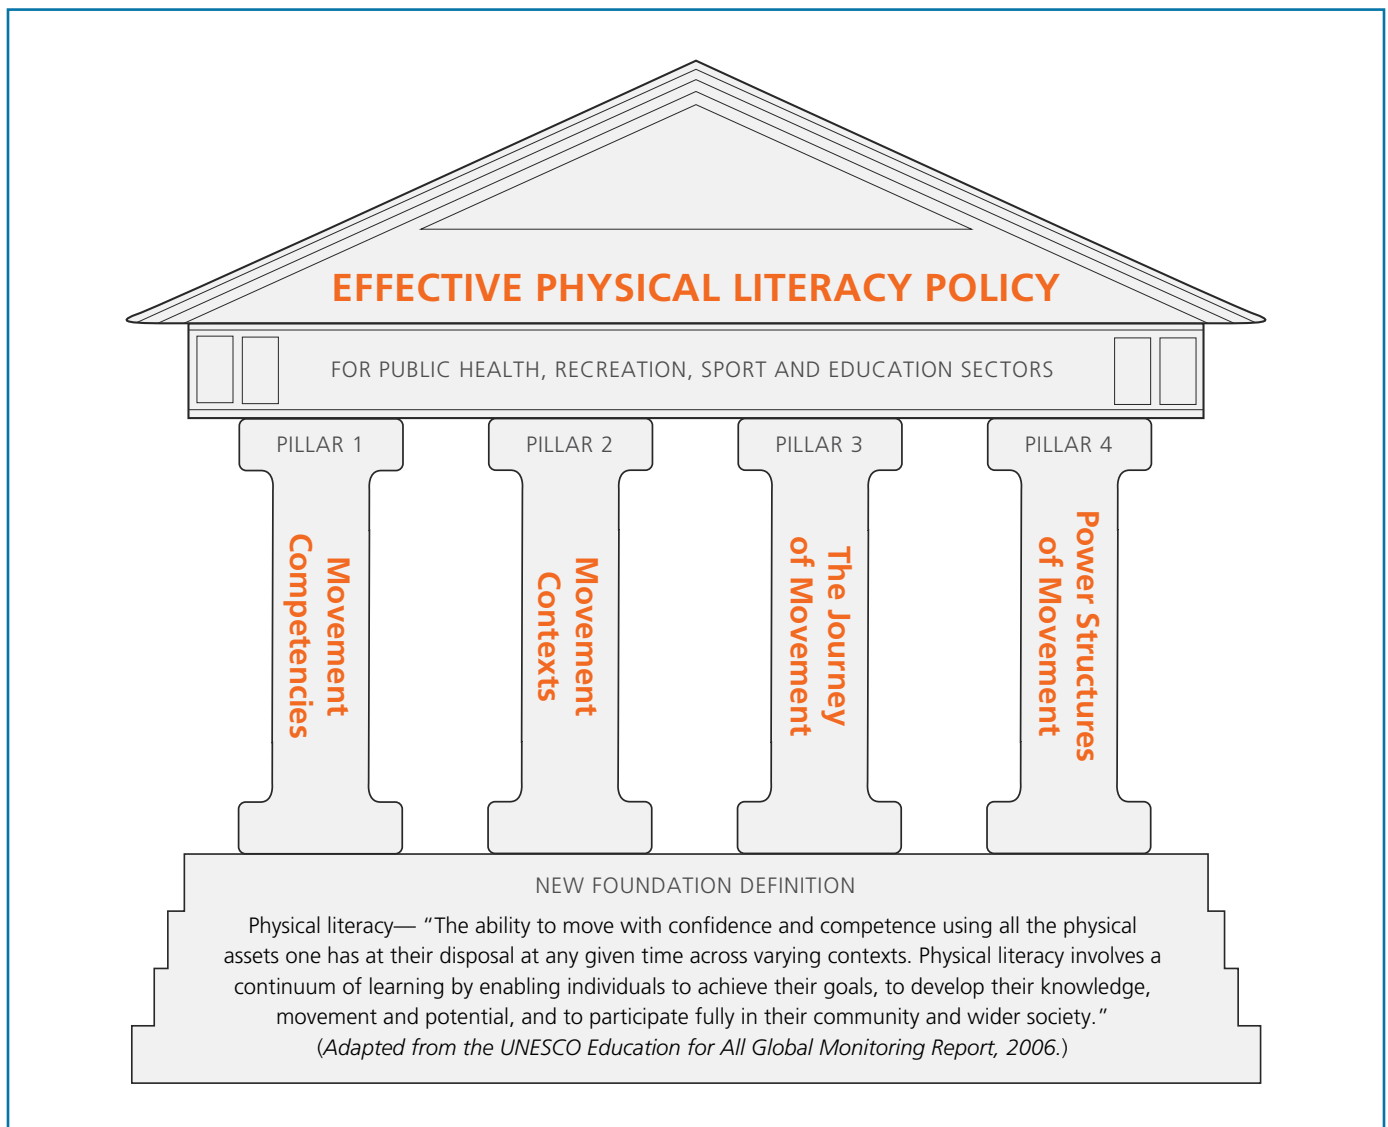 EFFECTIVE PHYSICAL LITERACY POLICY
FOR PUBLIC HEALTH, RECREATION, SPORT AND EDUCATION SECTORS
PILLAR 1
Movement
Competencies
PILLAR 2
Movement
Contexts
PILLAR 3
The Journey
of Movement
PILLAR 4
Power Structures
of Movement
NEW FOUNDATION DEFINITION
Physical literacy— “The ability to move with confidence and competence using all the physical
assets one has at their disposal at any given time across varying contexts. Physical literacy involves a
continuum of learning by enabling individuals to achieve their goals, to develop their knowledge,
movement and potential, and to participate fully in their community and wider society.”
(Adapted from the UNESCO Education for All Global Monitoring Report, 2006.)